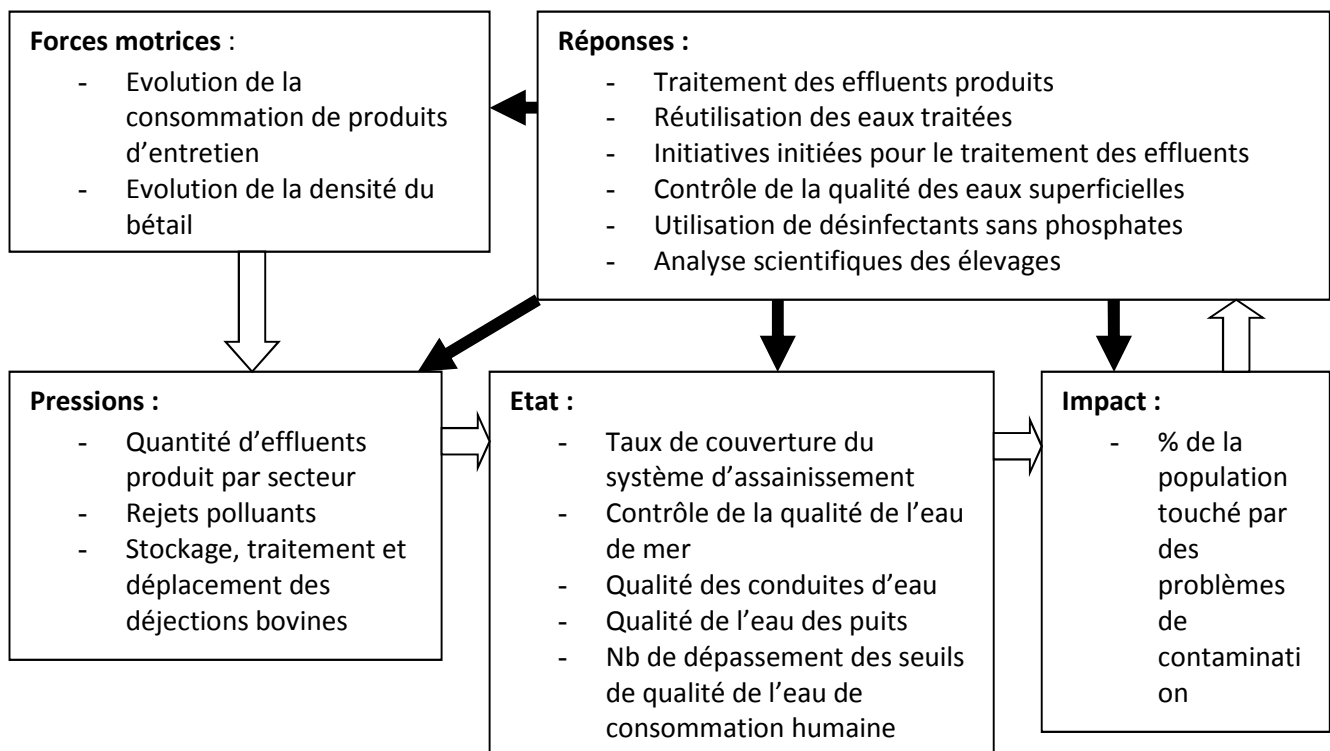 Forces motrices :
- Evolution de la
consommation de produits
d’entretien
- Evolution de la densité du
bétail
Réponses :
- Traitement des effluents produits
- Réutilisation des eaux traitées
- Initiatives initiées pour le traitement des effluents
- Contrôle de la qualité des eaux superficielles
- Utilisation de désinfectants sans phosphates
- Analyse scientifiques des élevages
Pressions :
- Quantité d’effluents
produit par secteur
- Rejets polluants
- Stockage, traitement et
déplacement des
déjections bovines
Etat :
- Taux de couverture du
système d’assainissement
- Contrôle de la qualité de l’eau
de mer
- Qualité des conduites d’eau
- Qualité de l’eau des puits
- Nb de dépassement des seuils
de qualité de l’eau de
consommation humaine
Impact :
- % de la
population
touché par
des
problèmes
de
contaminati
on